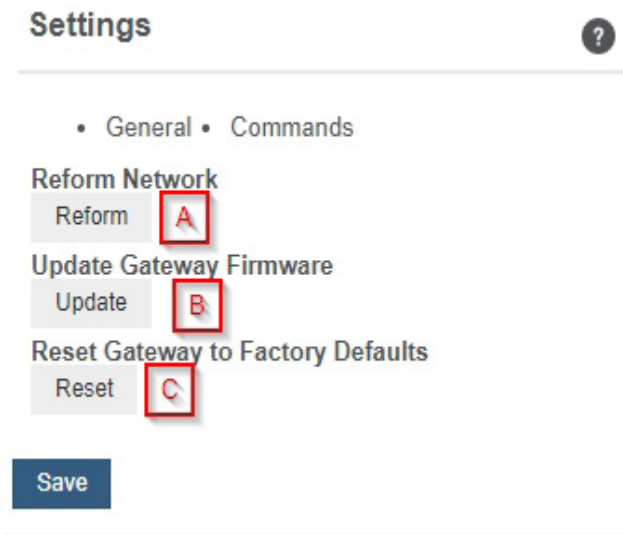 Settings
?
• General • Commands
Reform Network
Reform A
Update Gateway Firmware
Update B
Reset Gateway to Factory Defaults
Reset C
Save